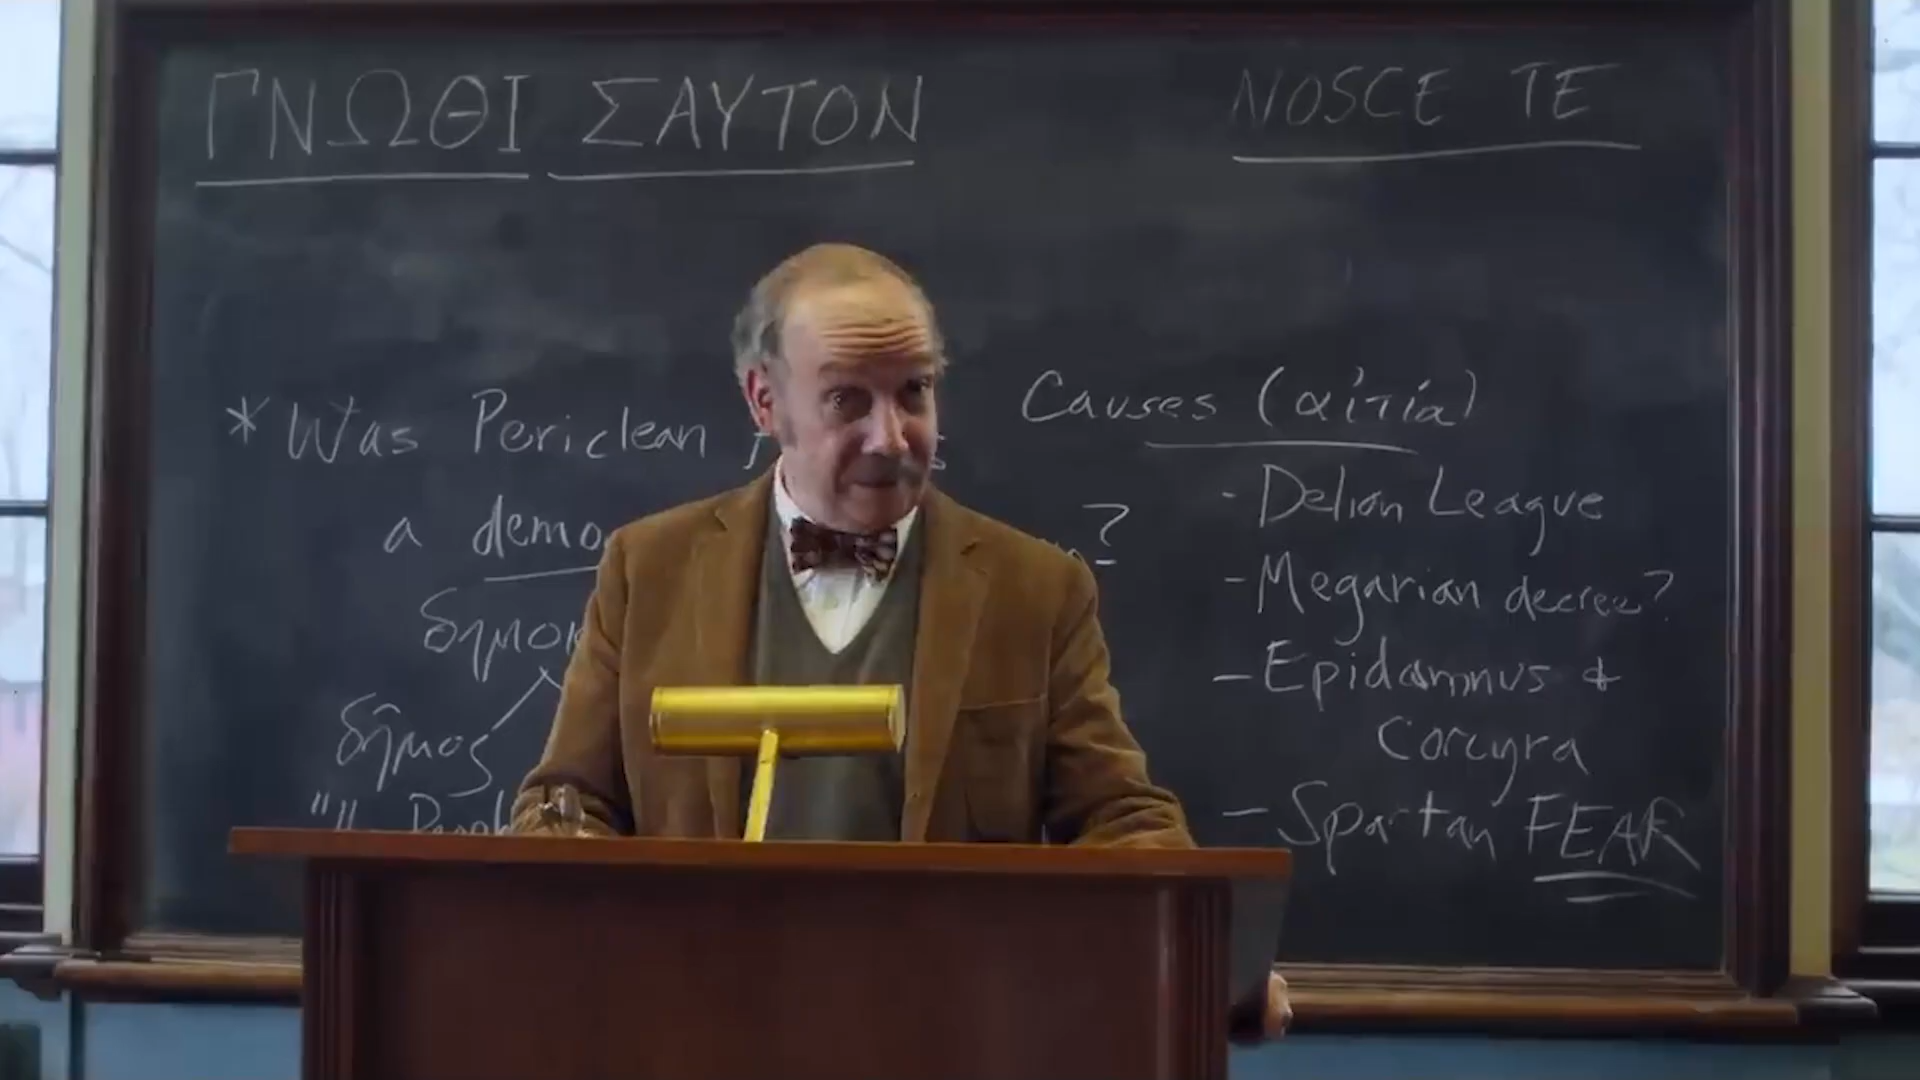 ΓΝΩΘΙ ΣΑΥΤΟΝ
NOSCE TE
* Was Periclean
a demo
?
δημοκ
δῆμος
Causes (αἰτία)
- Delian League
- Megarian decree?
- Epidamnus &
Corcyra
- Spartan FEAR